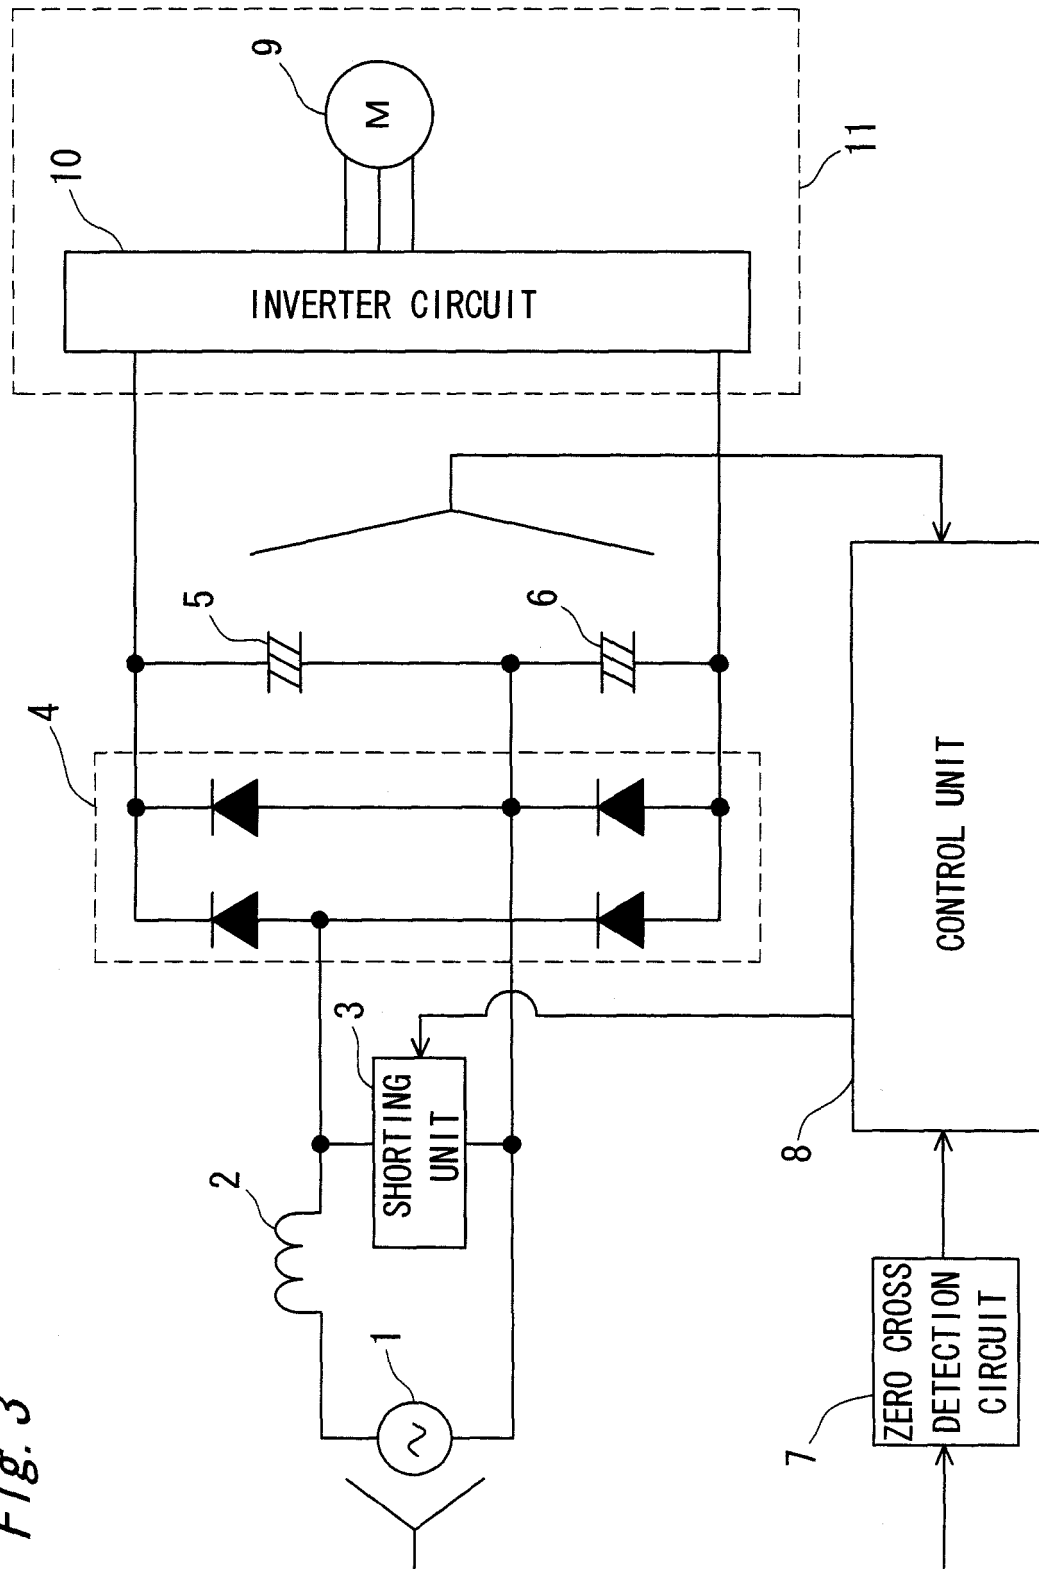 Fig. 3
1
2
3
SHORTING
UNIT
4
5
6
10
INVERTER CIRCUIT
9
M
11
7
ZERO CROSS
DETECTION
CIRCUIT
8
CONTROL UNIT